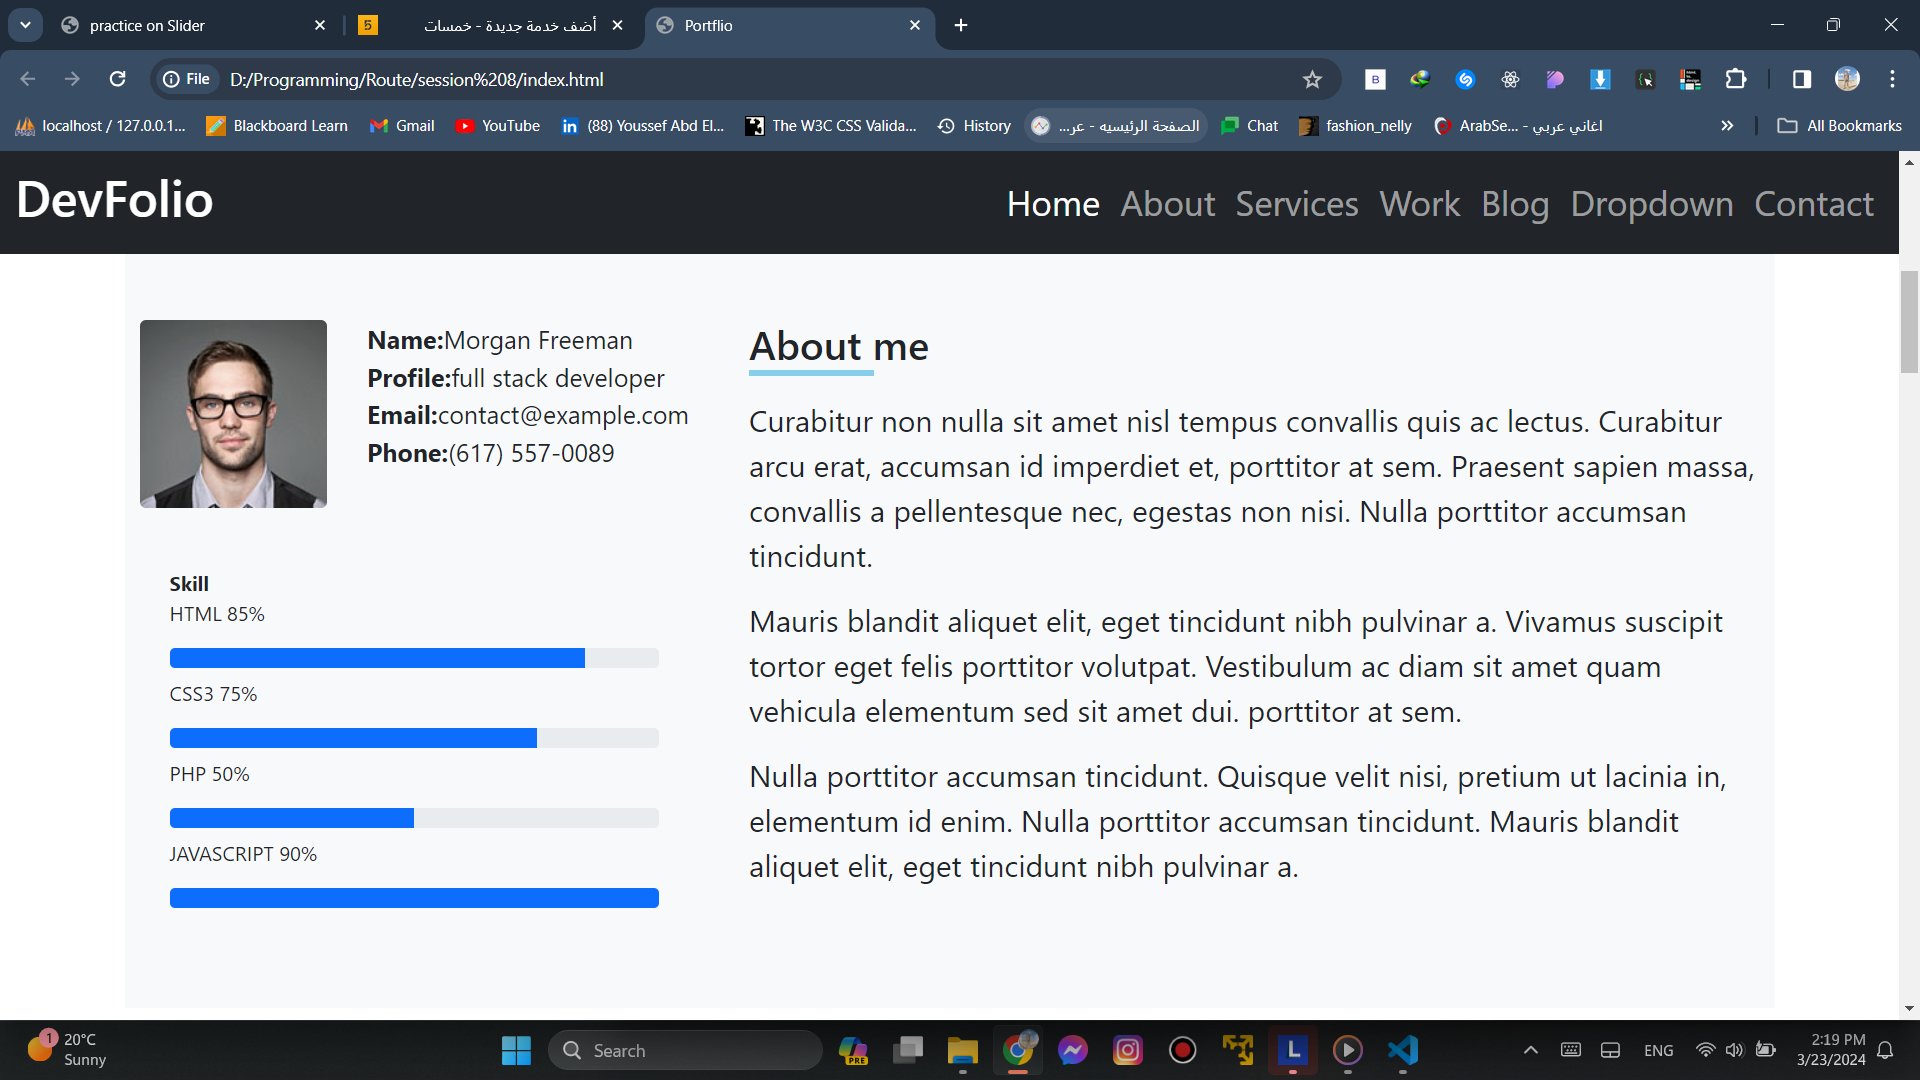 practice on Slider
5
أضف خدمة جديدة - خمسات
Portflio
File
D:/Programming/Route/session%208/index.html
localhost / 127.0.0.1...
Blackboard Learn
Gmail
YouTube
(88) Youssef Abd El...
The W3C CSS Valida...
History
الصفحة الرئيسيه - عر...
Chat
fashion_nelly
ArabSe... - اغاني عربي
All Bookmarks
DevFolio
Home About Services Work Blog Dropdown Contact
Name:Morgan Freeman
Profile:full stack developer
Email:contact@example.com
Phone:(617) 557-0089
Skill
HTML 85%
CSS3 75%
PHP 50%
JAVASCRIPT 90%
About me
Curabitur non nulla sit amet nisl tempus convallis quis ac lectus. Curabitur
arcu erat, accumsan id imperdiet et, porttitor at sem. Praesent sapien massa,
convallis a pellentesque nec, egestas non nisi. Nulla porttitor accumsan
tincidunt.
Mauris blandit aliquet elit, eget tincidunt nibh pulvinar a. Vivamus suscipit
tortor eget felis porttitor volutpat. Vestibulum ac diam sit amet quam
vehicula elementum sed sit amet dui. porttitor at sem.
Nulla porttitor accumsan tincidunt. Quisque velit nisi, pretium ut lacinia in,
elementum id enim. Nulla porttitor accumsan tincidunt. Mauris blandit
aliquet elit, eget tincidunt nibh pulvinar a.
1
20°C
Sunny
Search
PRE
L
ENG
2:19 PM
3/23/2024